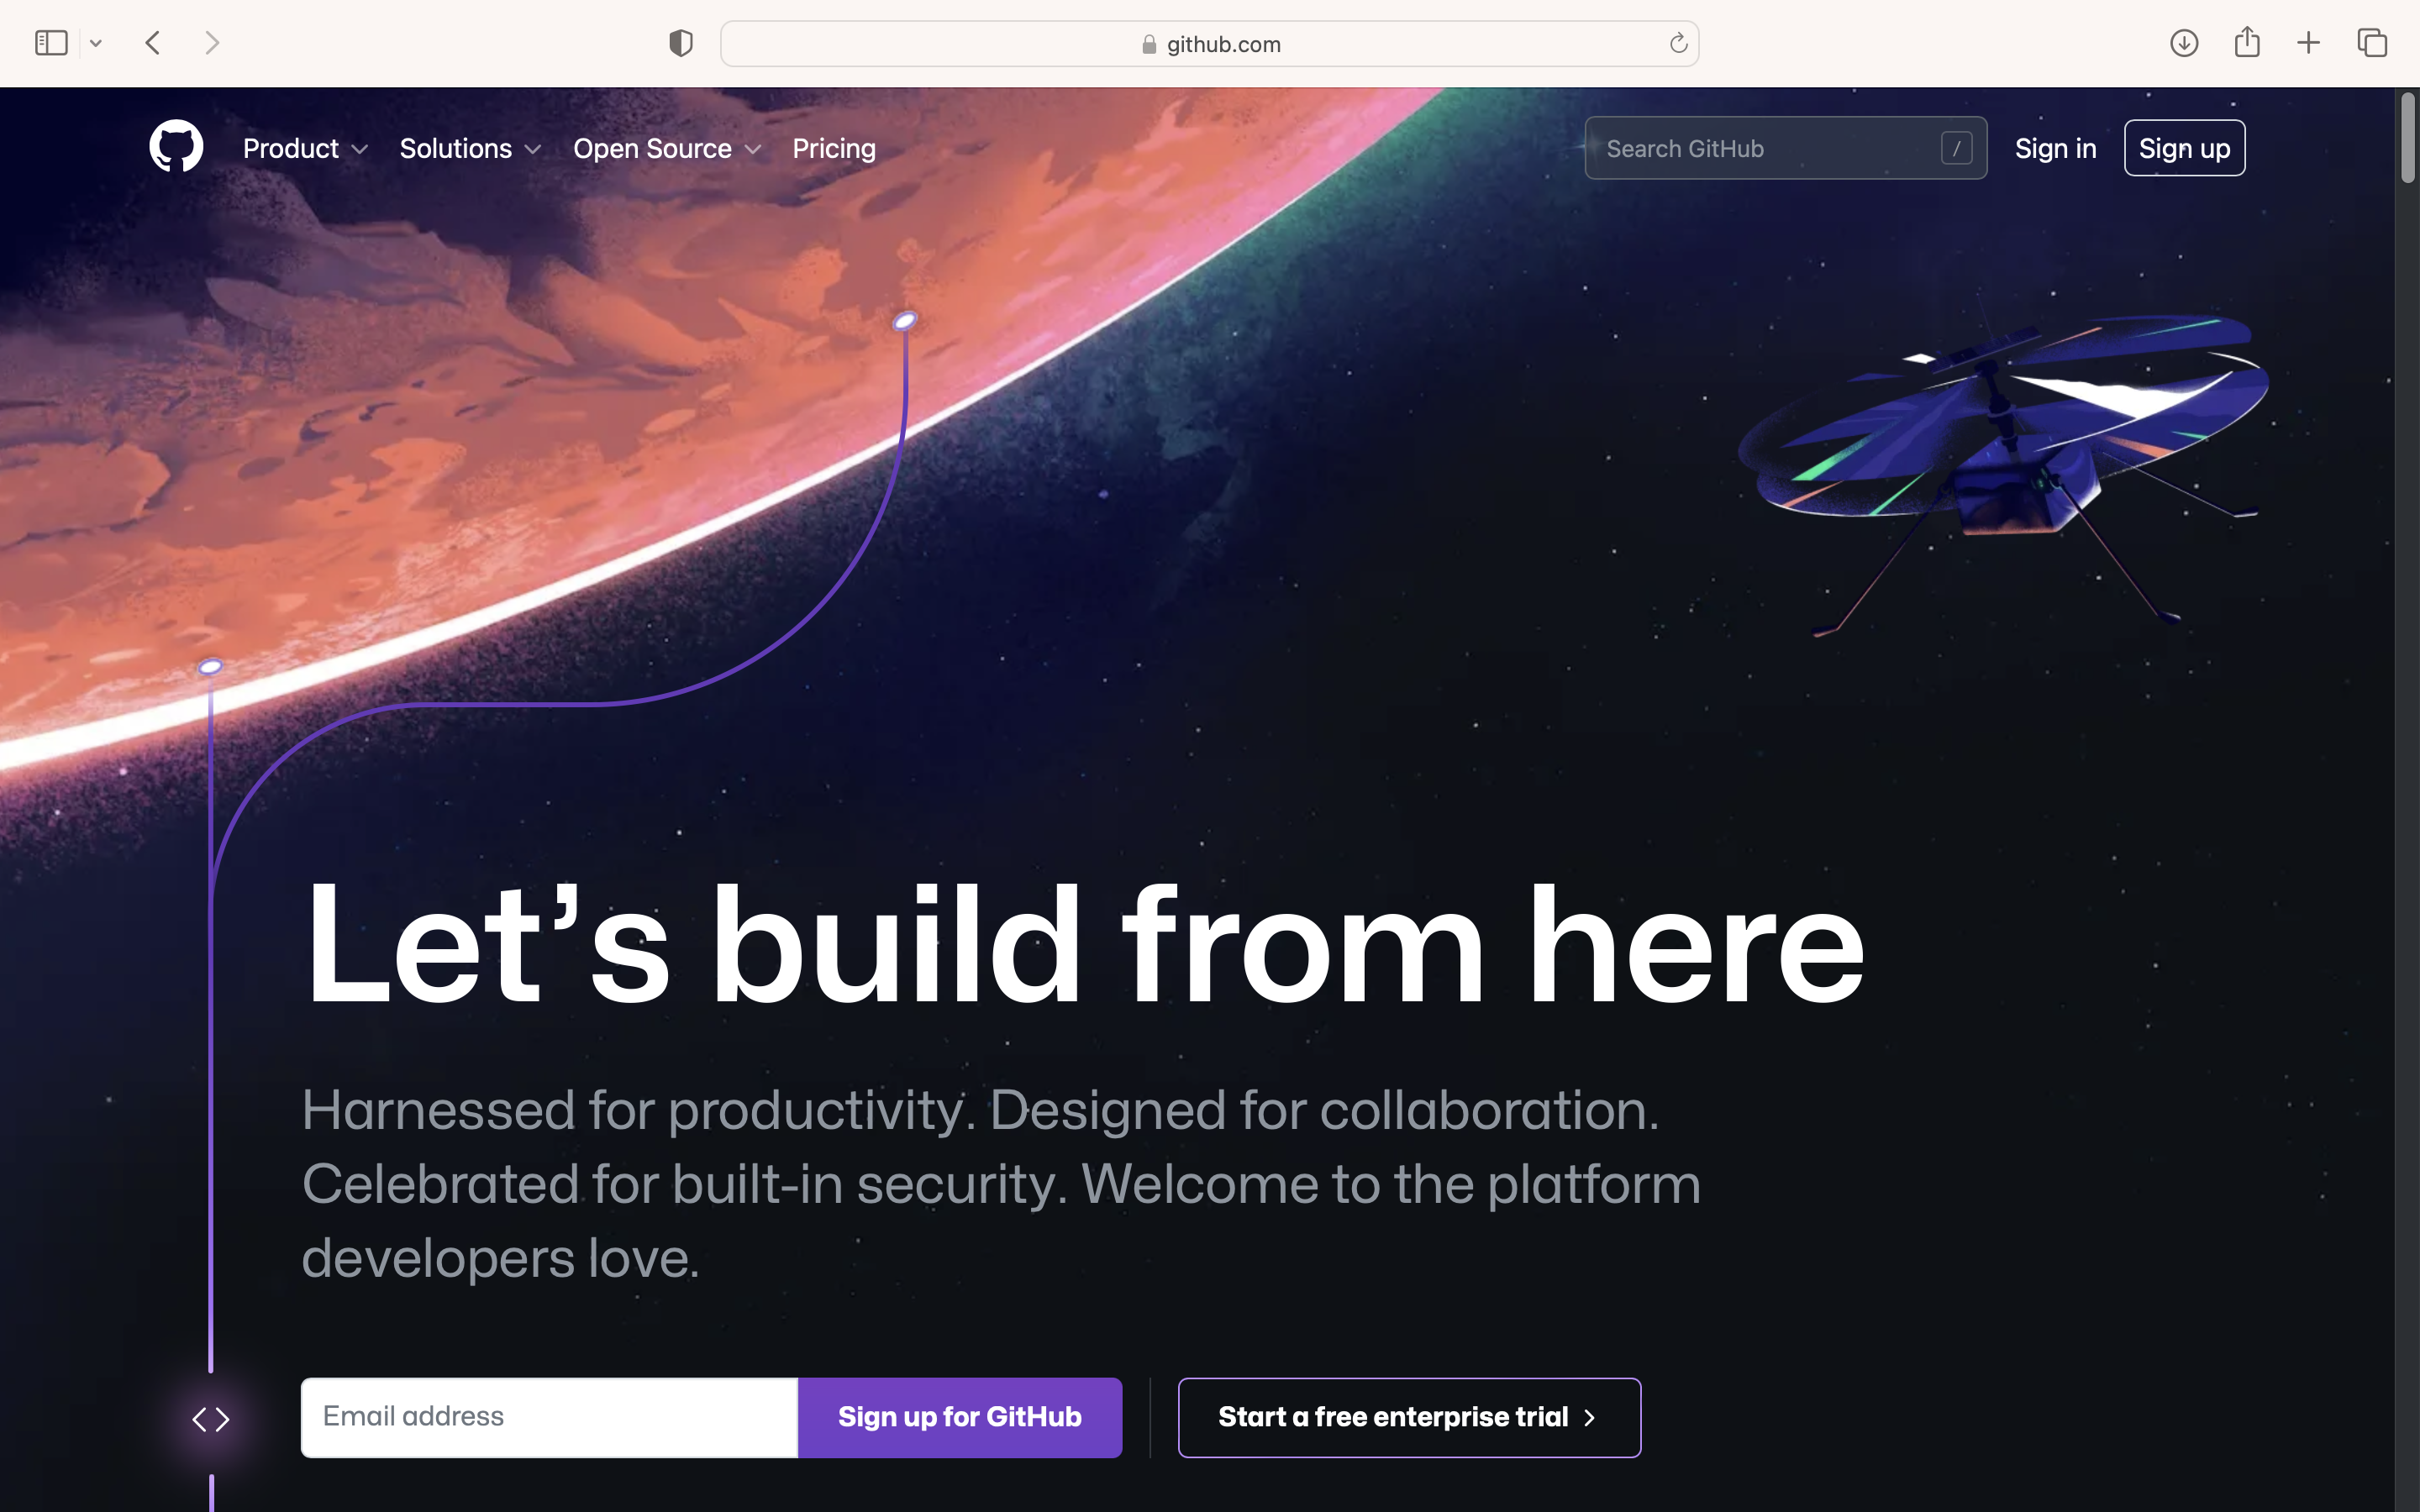 github.com
Product
Solutions
Open Source
Pricing
Search GitHub
/
Sign in
Sign up
Let’s build from here
Harnessed for productivity. Designed for collaboration.
Celebrated for built-in security. Welcome to the platform
developers love.
Email address
Sign up for GitHub
Start a free enterprise trial